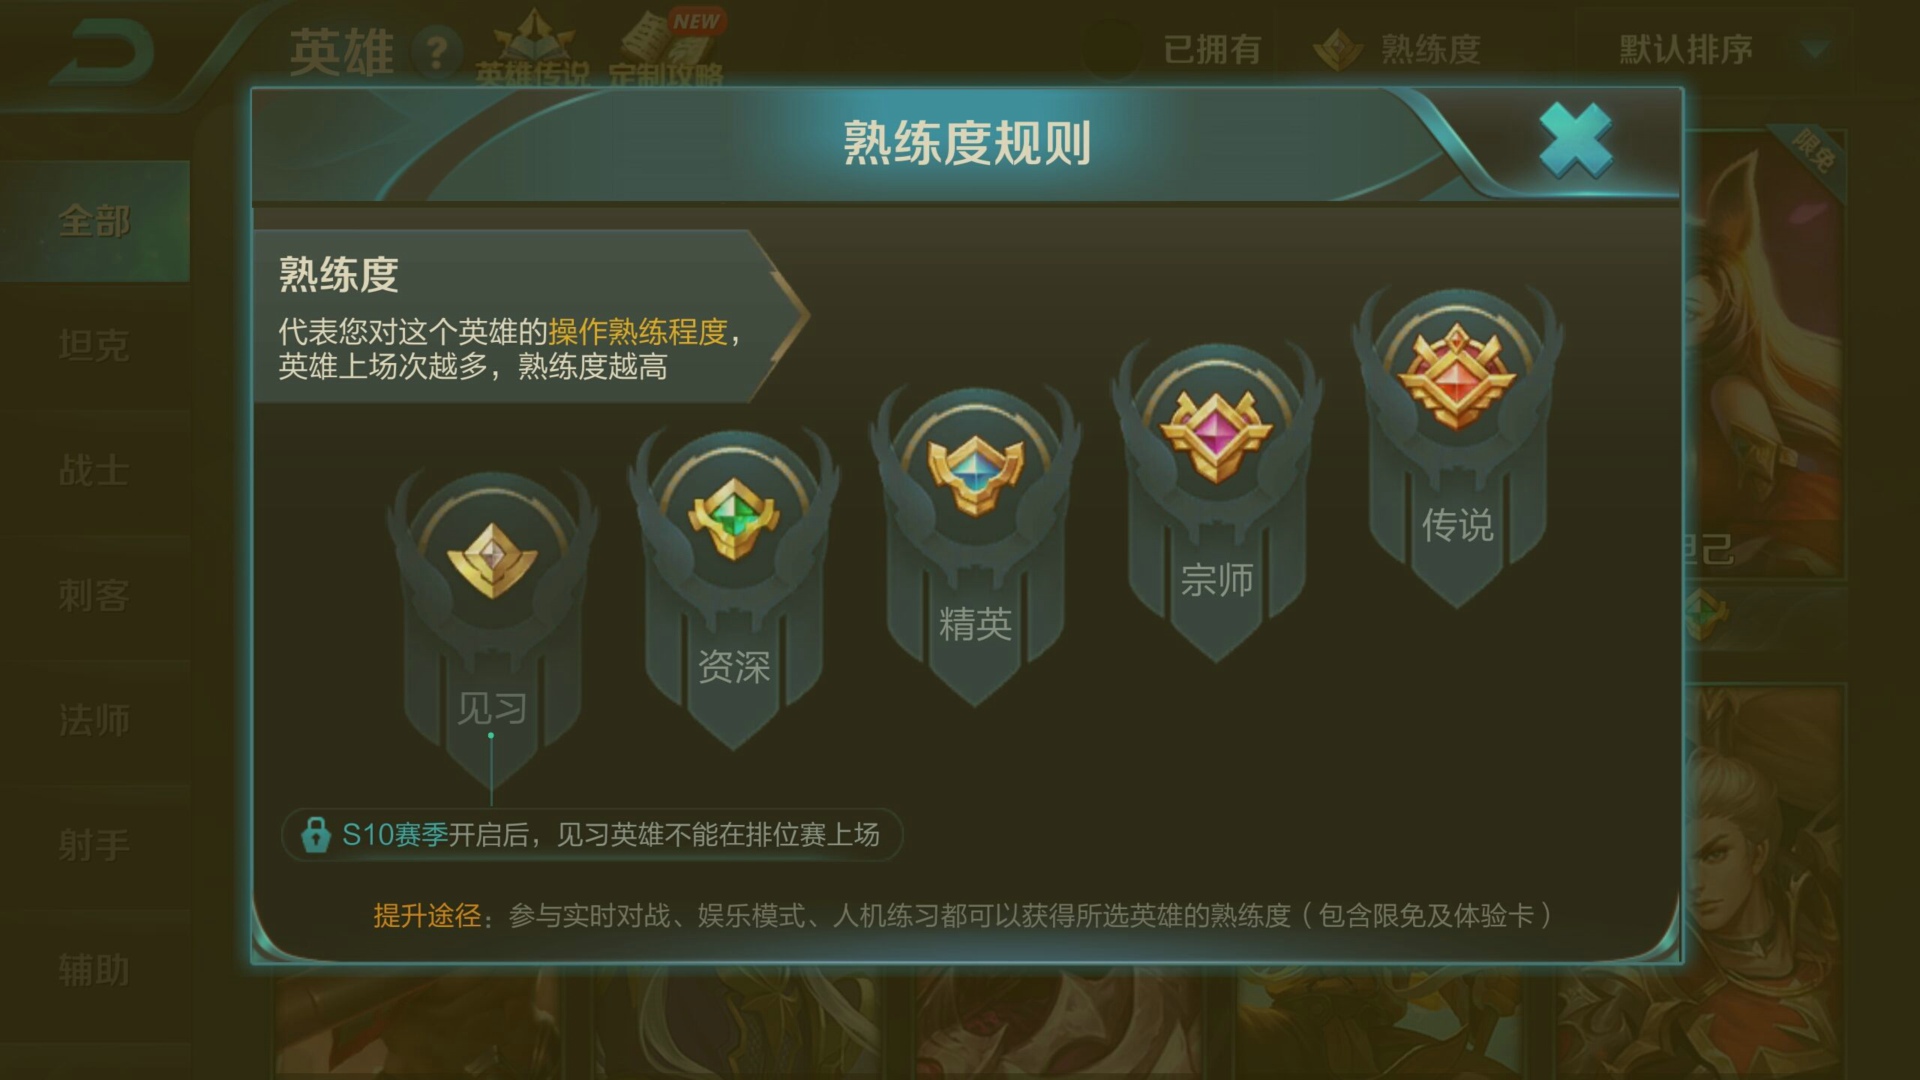 英雄
?
英雄传说
定制攻略
NEW
已拥有
熟练度
默认排序
熟练度规则
限免
全部
坦克
战士
刺客
法师
射手
辅助
熟练度
代表您对这个英雄的操作熟练程度，
英雄上场次越多，熟练度越高
见习
资深
精英
宗师
传说
妲己
S10赛季开启后，见习英雄不能在排位赛上场
提升途径：参与实时对战、娱乐模式、人机练习都可以获得所选英雄的熟练度（包含限免及体验卡）